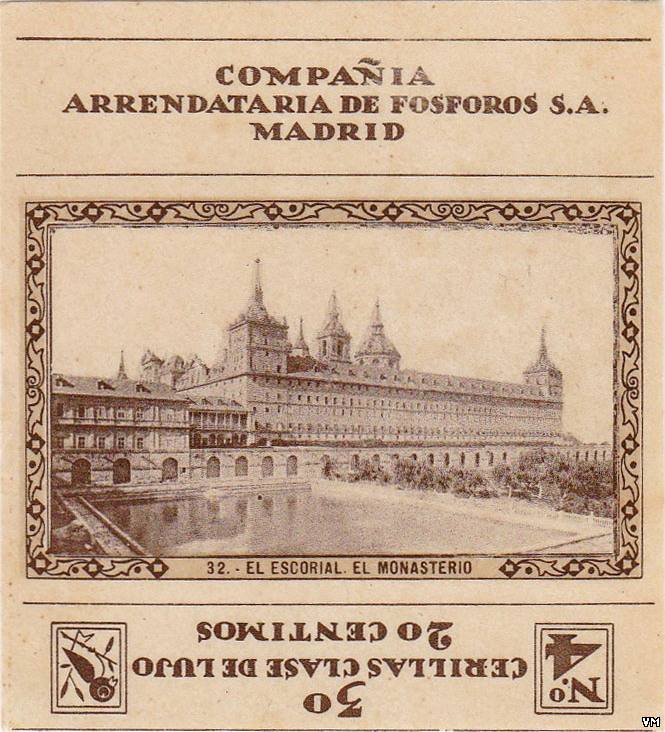 COMPAÑIA
ARRENDATARIA DE FOSFOROS S.A.
MADRID
32. - EL ESCORIAL. EL MONASTERIO
30
CERILLAS CLASE DE LUJO
20 CENTIMOS
N.º 4
VM